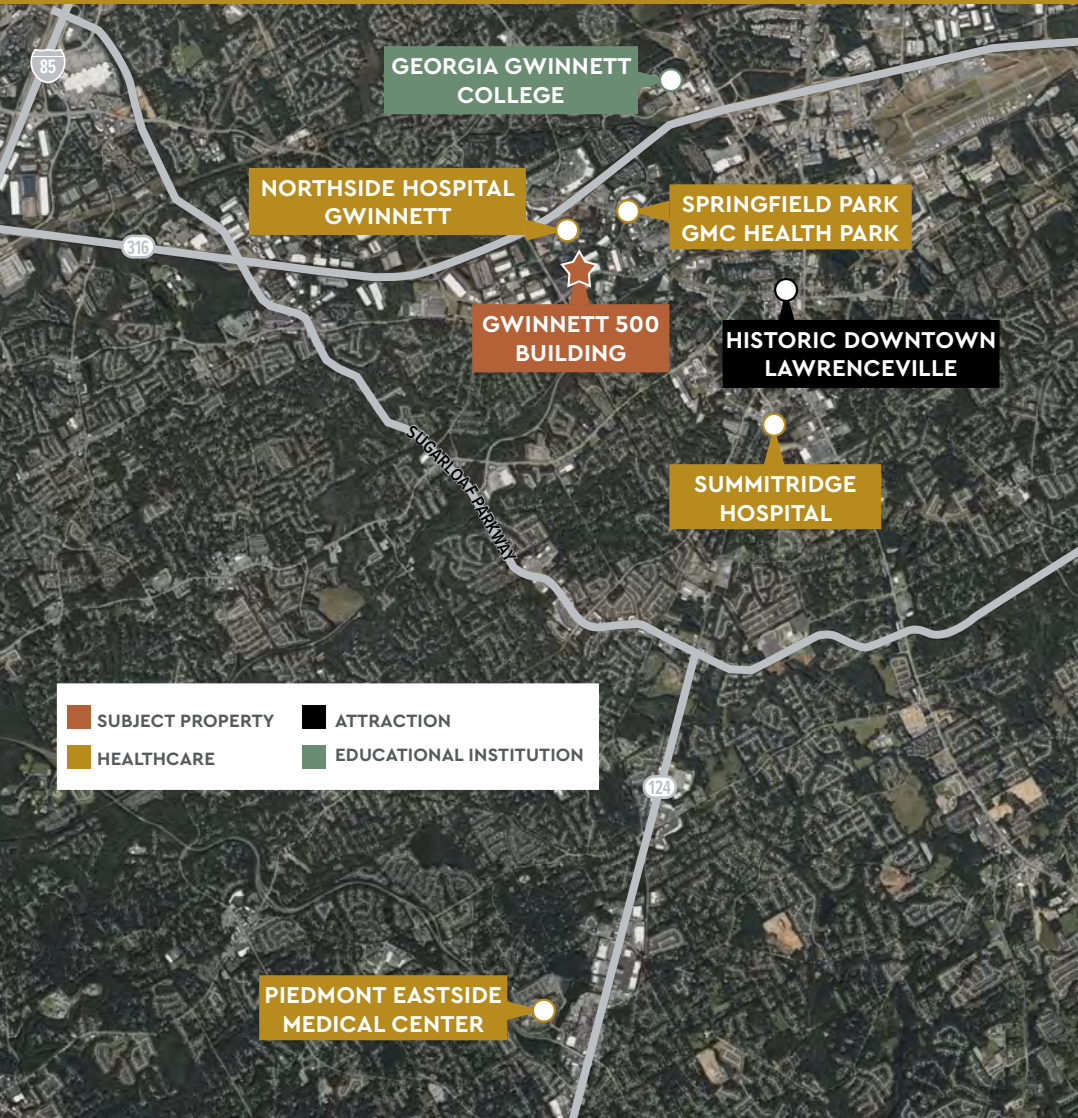 85
GEORGIA GWINNETT
COLLEGE
NORTHSIDE HOSPITAL
GWINNETT
SPRINGFIELD PARK
GMC HEALTH PARK
316
GWINNETT 500
BUILDING
HISTORIC DOWNTOWN
LAWRENCEVILLE
SUGARLOAF PARKWAY
SUMMITRIDGE
HOSPITAL
SUBJECT PROPERTY
ATTRACTION
HEALTHCARE
EDUCATIONAL INSTITUTION
124
PIEDMONT EASTSIDE
MEDICAL CENTER